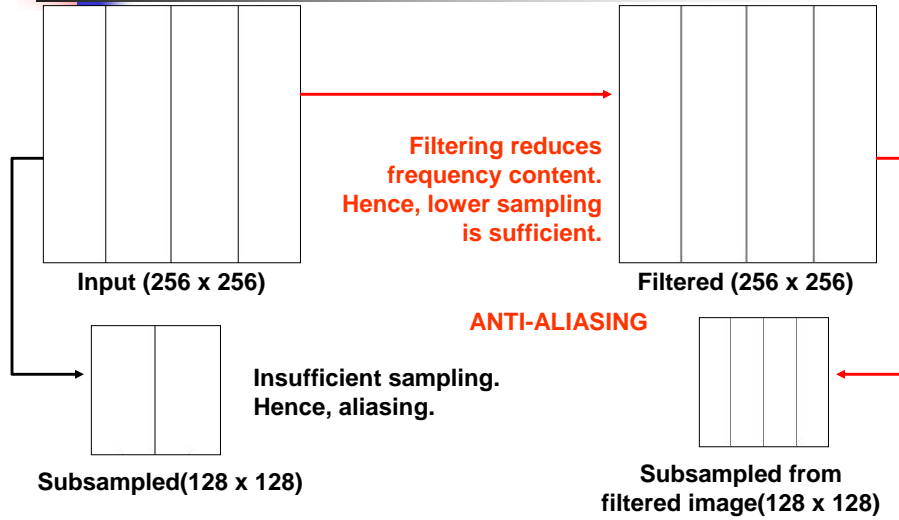 Filtering reduces
frequency content.
Hence, lower sampling
is sufficient.
Input (256 x 256)
Filtered (256 x 256)
ANTI-ALIASING
Insufficient sampling.
Hence, aliasing.
Subsampled(128 x 128)
Subsampled from
filtered image(128 x 128)